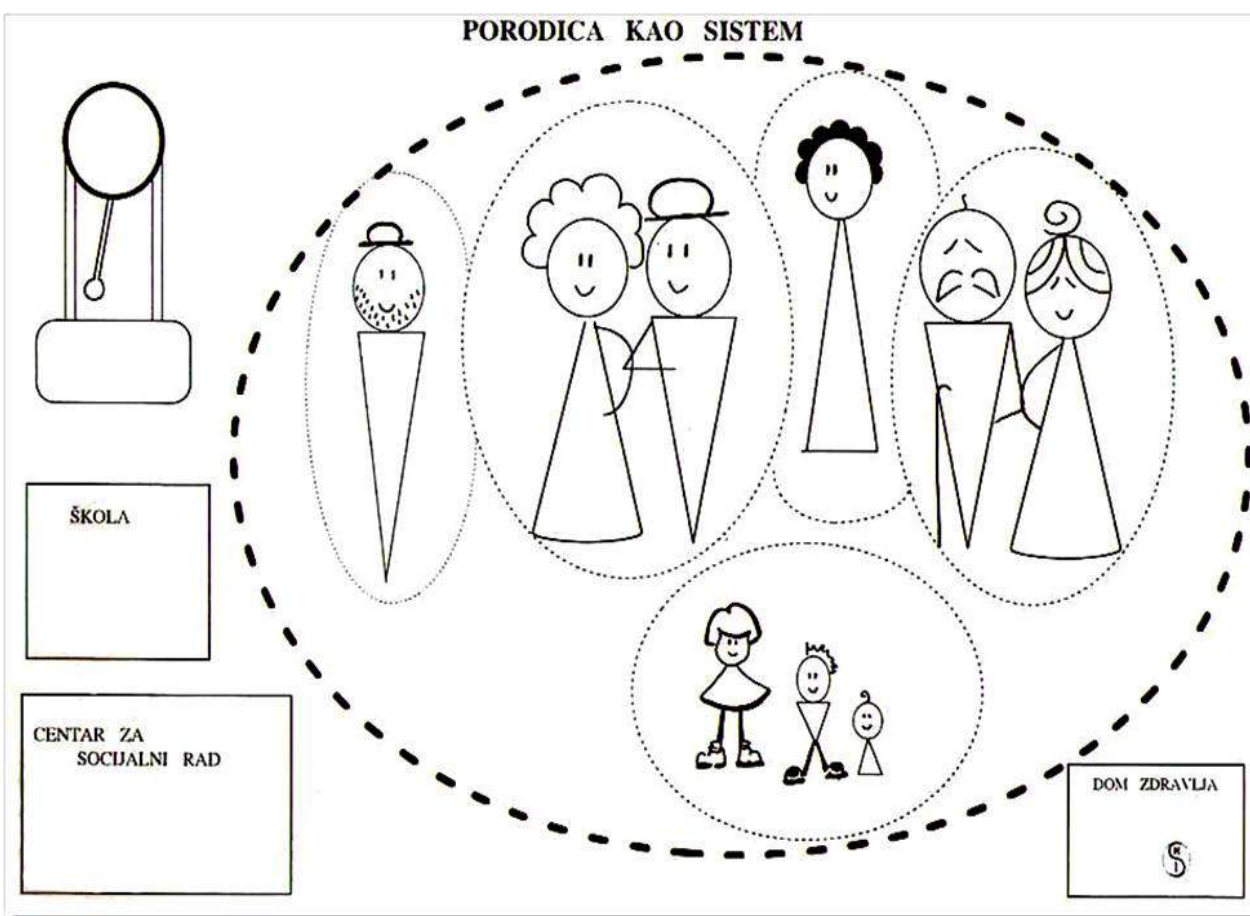 PORODICA KAO SISTEM
ŠKOLA
CENTAR ZA
SOCIJALNI RAD
DOM ZDRAVLJA